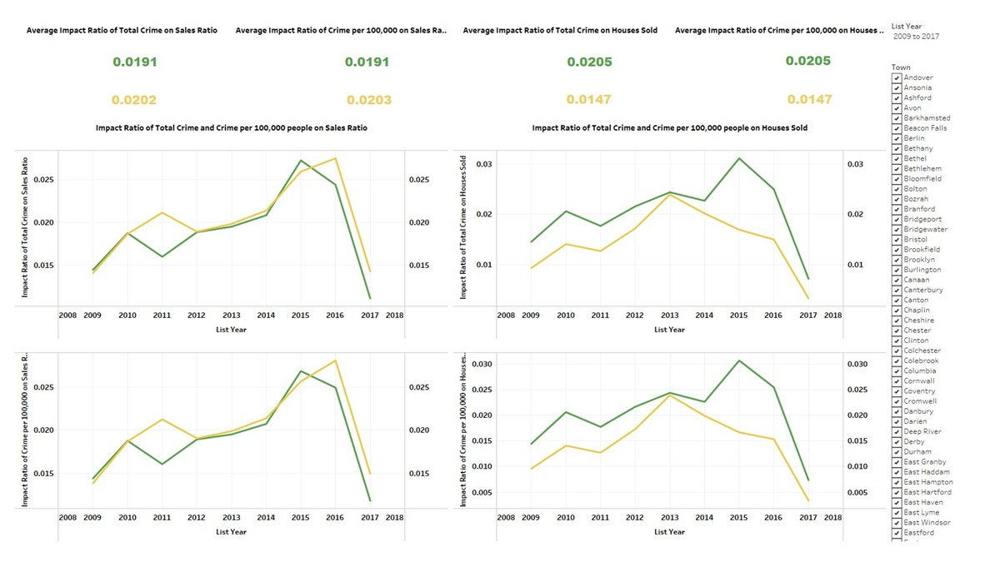 Average Impact Ratio of Total Crime on Sales Ratio
Average Impact Ratio of Crime per 100,000 on Sales Ra..
Average Impact Ratio of Total Crime on Houses Sold
Average Impact Ratio of Crime per 100,000 on Houses ..
0.0191
0.0191
0.0205
0.0205
0.0202
0.0203
0.0147
0.0147
Impact Ratio of Total Crime and Crime per 100,000 people on Sales Ratio
Impact Ratio of Total Crime on Sales Ratio
0.025
0.020
0.015
0.025
0.020
0.015
2008 2009 2010 2011 2012 2013 2014 2015 2016 2017 2018
List Year
Impact Ratio of Crime per 100,000 on Sales R..
0.025
0.020
0.015
0.025
0.020
0.015
2008 2009 2010 2011 2012 2013 2014 2015 2016 2017 2018
List Year
Impact Ratio of Total Crime and Crime per 100,000 people on Houses Sold
Impact Ratio of Total Crime on Houses Sold
0.03
0.02
0.01
0.03
0.02
0.01
2008 2009 2010 2011 2012 2013 2014 2015 2016 2017 2018
List Year
Impact Ratio of Crime per 100,000 on Houses..
0.030
0.025
0.020
0.015
0.010
0.005
0.030
0.025
0.020
0.015
0.010
0.005
2008 2009 2010 2011 2012 2013 2014 2015 2016 2017 2018
List Year
List Year
2009 to 2017
Town
Andover
Ansonia
Ashford
Avon
Barkhamsted
Beacon Falls
Berlin
Bethany
Bethel
Bethlehem
Bloomfield
Bolton
Bozrah
Branford
Bridgeport
Bridgewater
Bristol
Brookfield
Brooklyn
Burlington
Canaan
Canterbury
Canton
Chaplin
Cheshire
Chester
Clinton
Colchester
Colebrook
Columbia
Cornwall
Coventry
Cromwell
Danbury
Darien
Deep River
Derby
Durham
East Granby
East Haddam
East Hampton
East Hartford
East Haven
East Lyme
East Windsor
Eastford